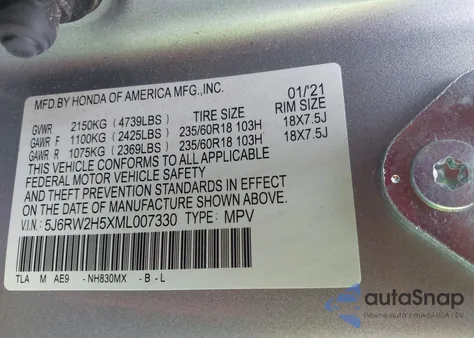 MFD.BY HONDA OF AMERICA MFG.,INC. 01/'21
GVWR 2150KG (4739LBS) TIRE SIZE RIM SIZE
GAWR F 1100KG (2425LBS) 235/60R18 103H 18X7.5J
GAWR R 1075KG (2369LBS) 235/60R18 103H 18X7.5J
THIS VEHICLE CONFORMS TO ALL APPLICABLE
FEDERAL MOTOR VEHICLE SAFETY
AND THEFT PREVENTION STANDARDS IN EFFECT
ON THE DATE OF MANUFACTURE SHOWN ABOVE.
V.I.N: 5J6RW2H5XML007330 TYPE: MPV
TLA M AE9 - NH830MX - B - L
autoSnap